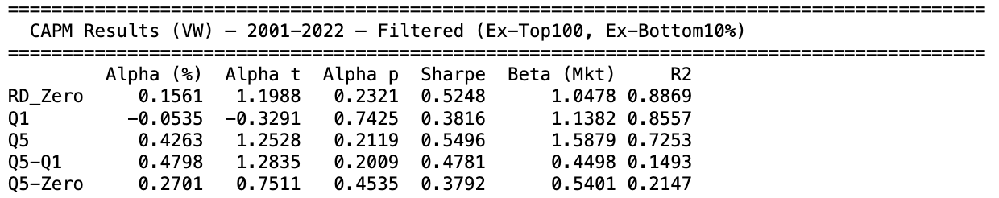 ==========================================================================================
  CAPM Results (VW) — 2001–2022 — Filtered (Ex-Top100, Ex-Bottom10%)
==========================================================================================
           Alpha (%)  Alpha t  Alpha p  Sharpe  Beta (Mkt)     R2
RD_Zero       0.1561   1.1988   0.2321  0.5248      1.0478 0.8869
Q1           -0.0535  -0.3291   0.7425  0.3816      1.1382 0.8557
Q5            0.4263   1.2528   0.2119  0.5496      1.5879 0.7253
Q5-Q1         0.4798   1.2835   0.2009  0.4781      0.4498 0.1493
Q5-Zero       0.2701   0.7511   0.4535  0.3792      0.5401 0.2147